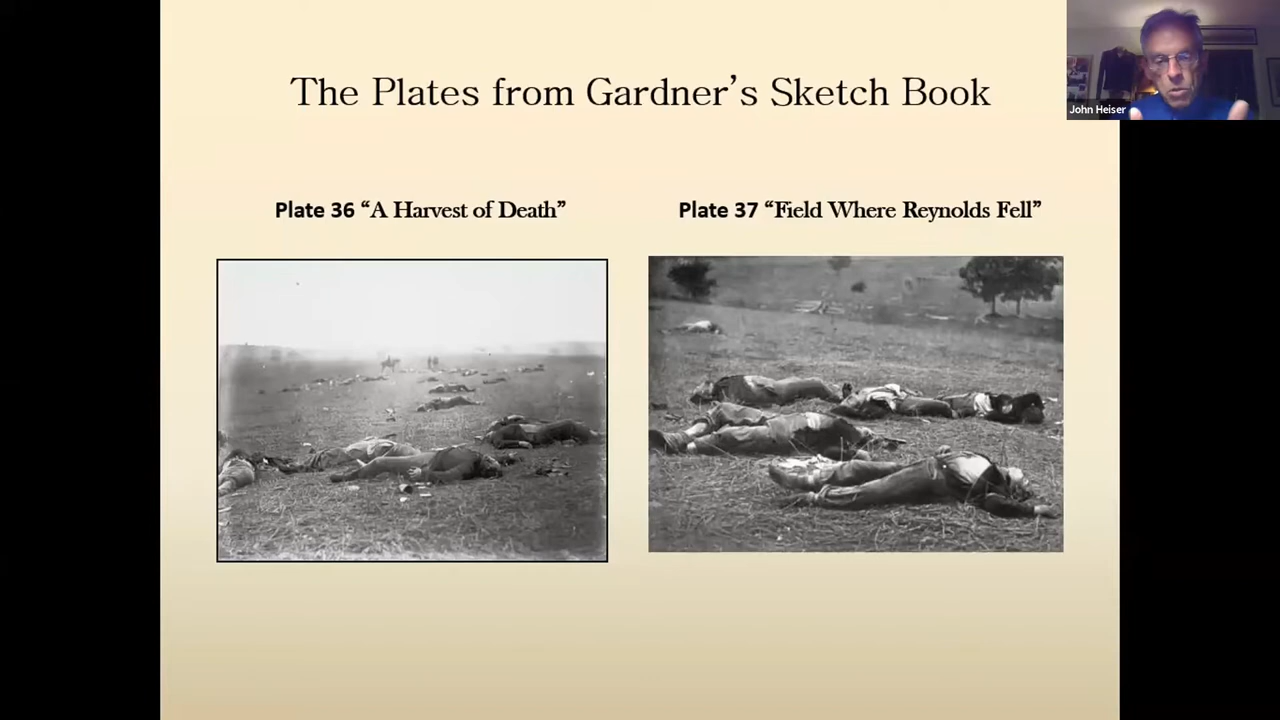 The Plates from Gardner’s Sketch Book
John Heiser
Plate 36 “A Harvest of Death”
Plate 37 “Field Where Reynolds Fell”